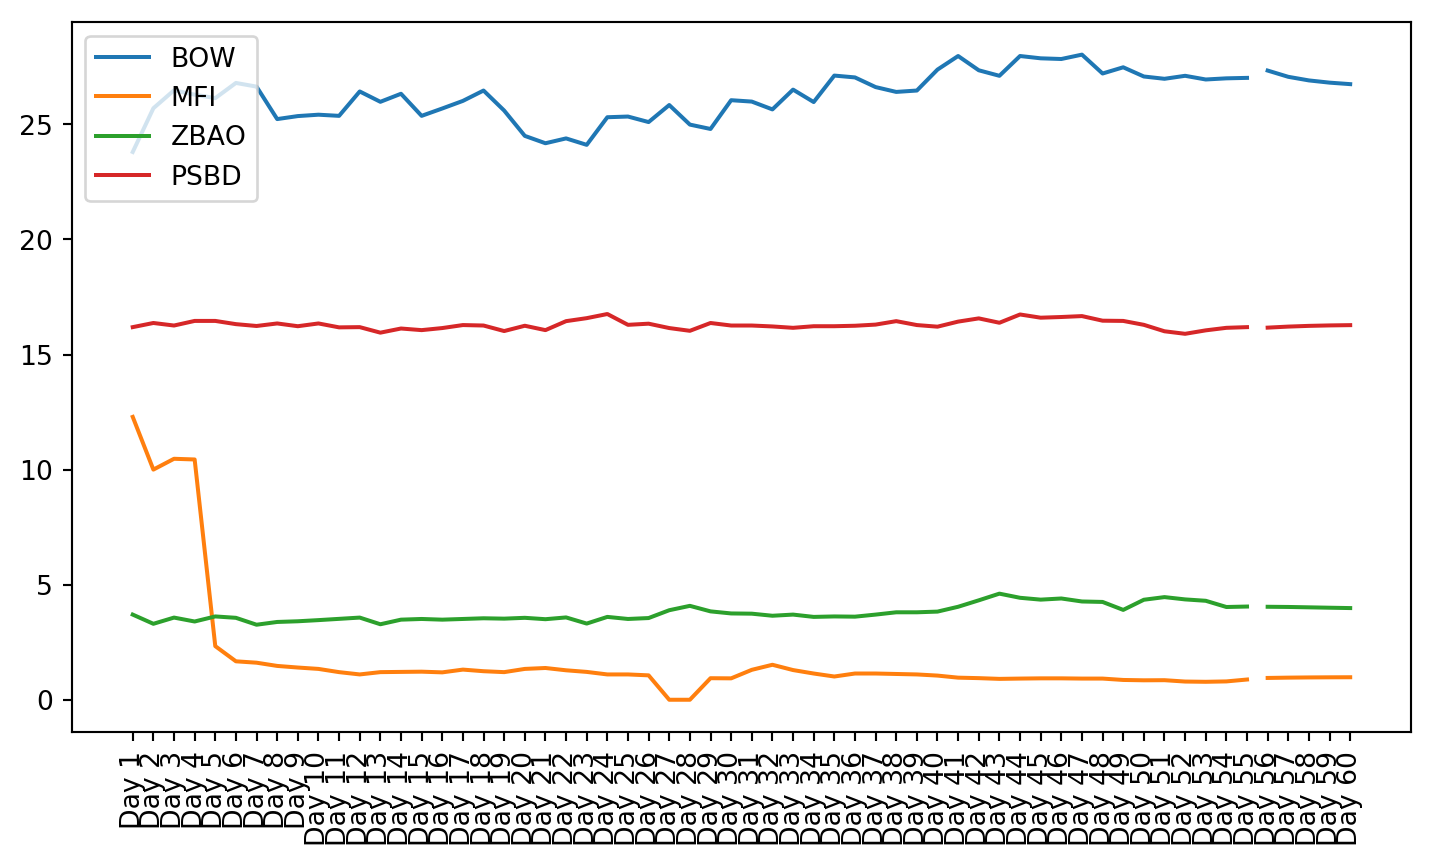 BOW
MFI
ZBAO
PSBD
25
20
15
10
5
0
Day 1
Day 2
Day 3
Day 4
Day 5
Day 6
Day 7
Day 8
Day 9
Day 10
Day 11
Day 12
Day 13
Day 14
Day 15
Day 16
Day 17
Day 18
Day 19
Day 20
Day 21
Day 22
Day 23
Day 24
Day 25
Day 26
Day 27
Day 28
Day 29
Day 30
Day 31
Day 32
Day 33
Day 34
Day 35
Day 36
Day 37
Day 38
Day 39
Day 40
Day 41
Day 42
Day 43
Day 44
Day 45
Day 46
Day 47
Day 48
Day 49
Day 50
Day 51
Day 52
Day 53
Day 54
Day 55
Day 56
Day 57
Day 58
Day 59
Day 60